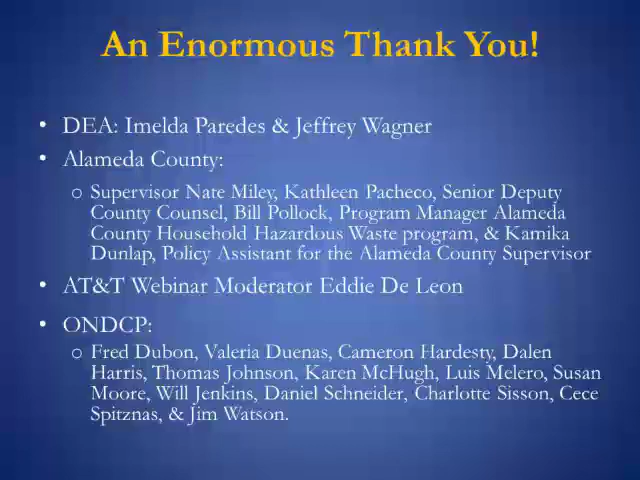 An Enormous Thank You!
• DEA: Imelda Paredes & Jeffrey Wagner
• Alameda County:
o Supervisor Nate Miley, Kathleen Pacheco, Senior Deputy
County Counsel, Bill Pollock, Program Manager Alameda
County Household Hazardous Waste program, & Kamika
Dunlap, Policy Assistant for the Alameda County Supervisor
• AT&T Webinar Moderator Eddie De Leon
• ONDCP:
o Fred Dubon, Valeria Duenas, Cameron Hardesty, Dalen
Harris, Thomas Johnson, Karen McHugh, Luis Melero, Susan
Moore, Will Jenkins, Daniel Schneider, Charlotte Sisson, Cece
Spitznas, & Jim Watson.